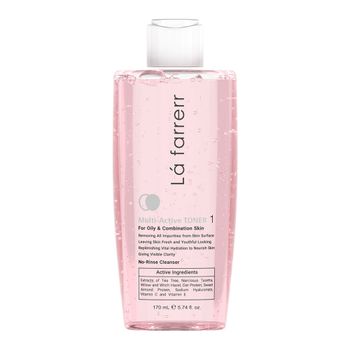 Lá farrerr
Multi-Active TONER 1
For Oily & Combination Skin
Removing All Impurities from Skin Surface
Leaving Skin Fresh and Youthful-Looking
Replenishing Vital Hydration to Nourish Skin
Giving Visible Clarity
No-Rinse Cleanser
Active Ingredients
Extracts of Tea Tree, Narcissus Tazetta,
Willow and Witch Hazel, Oat Protein, Sweet
Almond Protein, Sodium Hyaluronate,
Vitamin C and Vitamin E
170 mL ℮ 5.74 fl. oz.